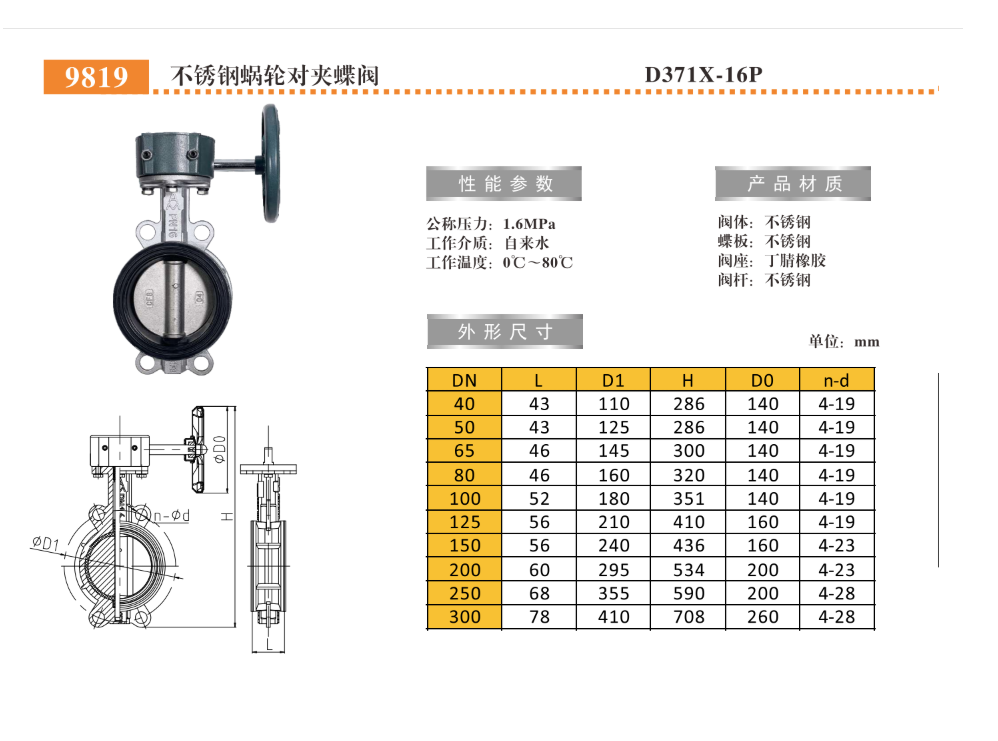 9819 不锈钢蜗轮对夹蝶阀 D371X-16P
性能参数
公称压力：1.6MPa
工作介质：自来水
工作温度：0℃～80℃
产品材质
阀体：不锈钢
蝶板：不锈钢
阀座：丁腈橡胶
阀杆：不锈钢
外形尺寸
单位：mm
DN L D1 H D0 n-d
40 43 110 286 140 4-19
50 43 125 286 140 4-19
65 46 145 300 140 4-19
80 46 160 320 140 4-19
100 52 180 351 140 4-19
125 56 210 410 160 4-19
150 56 240 436 160 4-23
200 60 295 534 200 4-23
250 68 355 590 200 4-28
300 78 410 708 260 4-28
PN16
ØD0
H
n-Ød
ØD1
L